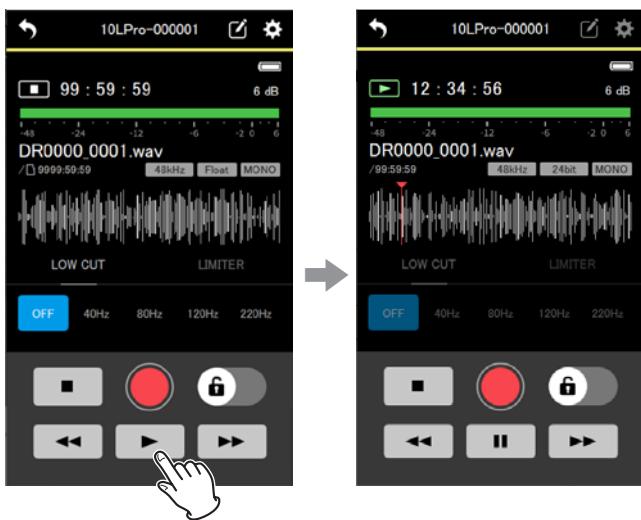 10LPro-000001
99 : 59 : 59
6 dB
-48 -24 -12 -6 -2 0 6
DR0000_0001.wav
/ 9999:59:59 48kHz Float MONO
LOW CUT LIMITER
OFF 40Hz 80Hz 120Hz 220Hz
10LPro-000001
12 : 34 : 56
6 dB
-48 -24 -12 -6 -2 0 6
DR0000_0001.wav
/99:59:59 48kHz 24bit MONO
LOW CUT LIMITER
OFF 40Hz 80Hz 120Hz 220Hz